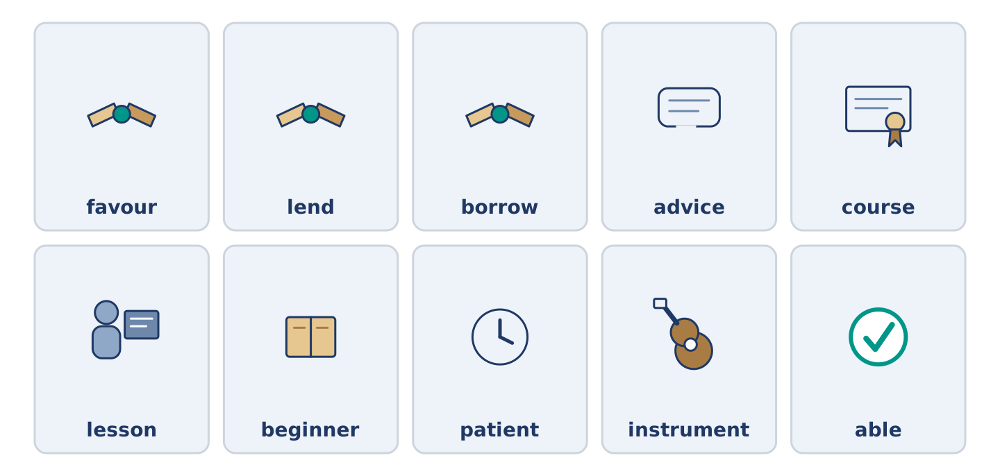 favour
lend
borrow
advice
course
lesson
beginner
patient
instrument
able